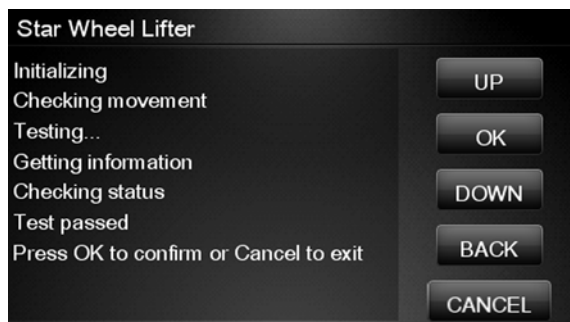 Star Wheel Lifter
Initializing
Checking movement
Testing...
Getting information
Checking status
Test passed
Press OK to confirm or Cancel to exit
UP
OK
DOWN
BACK
CANCEL